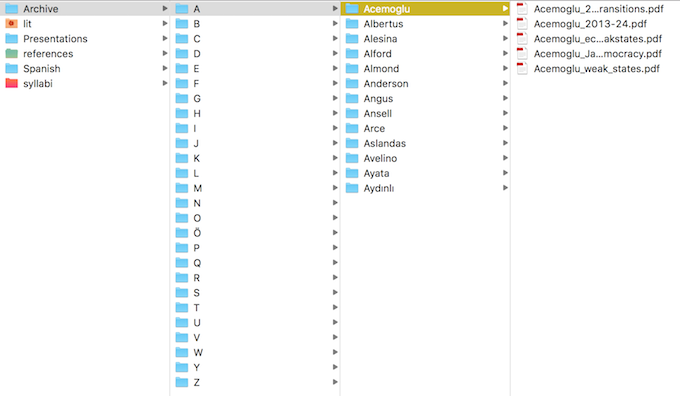 Archive
lit
Presentations
references
Spanish
syllabi
A
B
C
D
E
F
G
H
I
J
K
L
M
N
O
Ö
P
Q
R
S
T
U
V
W
Y
Z
Acemoglu
Albertus
Alesina
Alford
Almond
Anderson
Angus
Ansell
Arce
Aslandas
Avelino
Ayata
Aydınlı
Acemoglu_2...ransitions.pdf
Acemoglu_2013-24.pdf
Acemoglu_ec...akstates.pdf
Acemoglu_Ja...mocracy.pdf
Acemoglu_weak_states.pdf